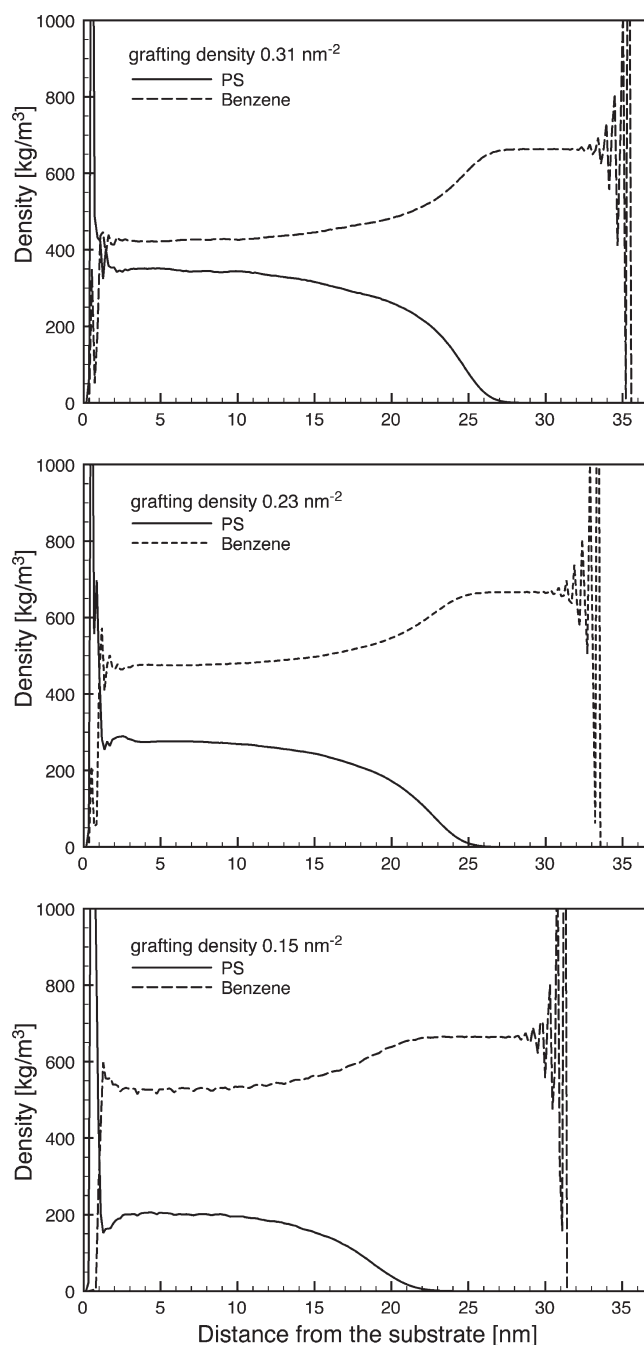 1000
800
600
400
200
0
Density [kg/m³]
grafting density 0.31 nm⁻²
PS
Benzene
0 5 10 15 20 25 30 35
1000
800
600
400
200
0
Density [kg/m³]
grafting density 0.23 nm⁻²
PS
Benzene
0 5 10 15 20 25 30 35
1000
800
600
400
200
0
Density [kg/m³]
grafting density 0.15 nm⁻²
PS
Benzene
0 5 10 15 20 25 30 35
Distance from the substrate [nm]